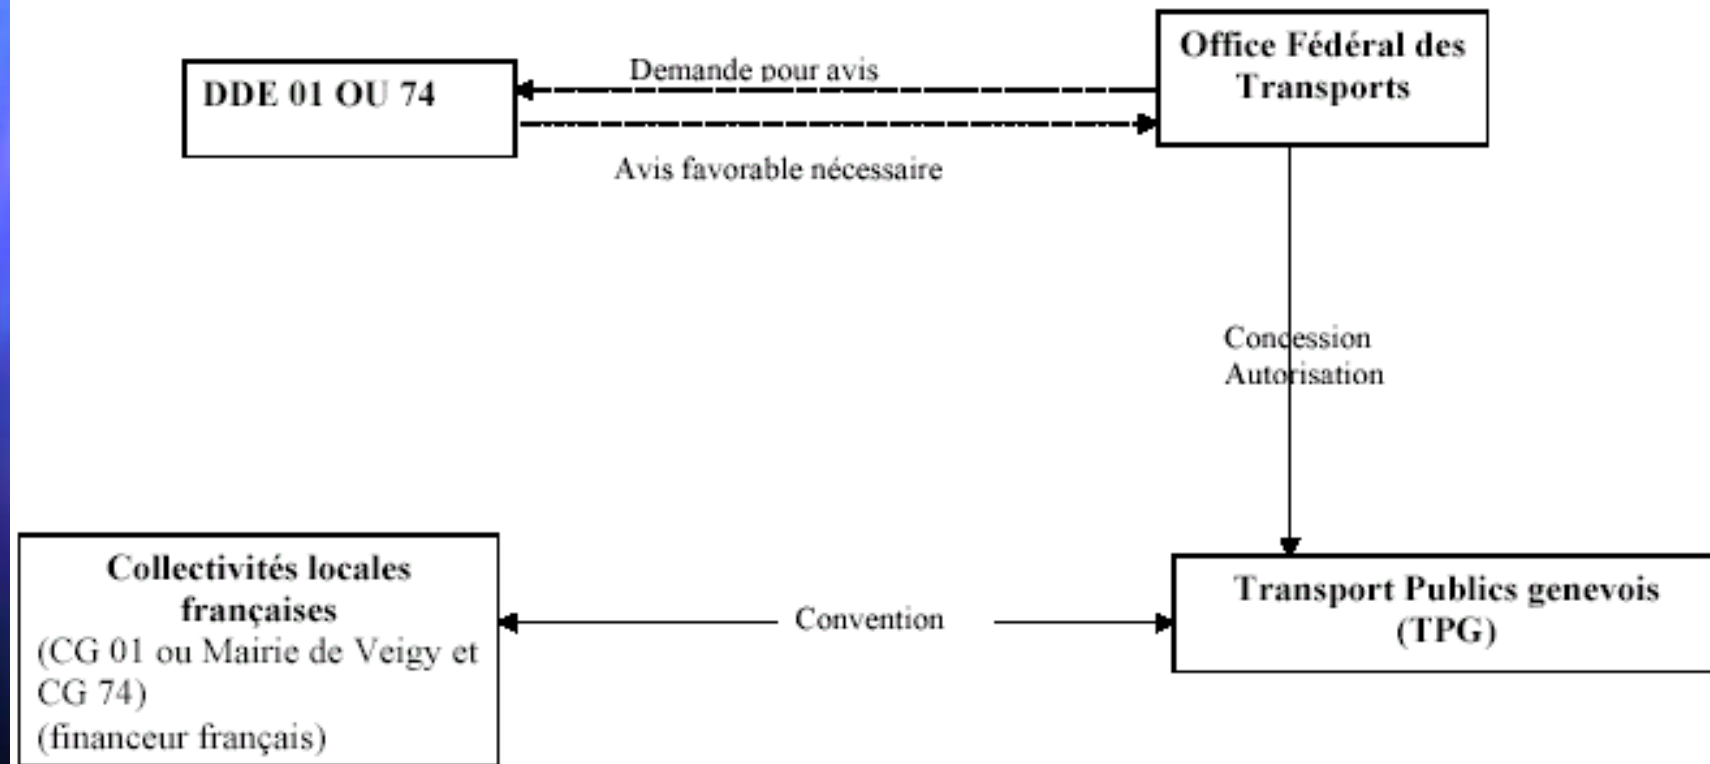 DDE 01 OU 74
Demande pour avis
Avis favorable nécessaire
Office Fédéral des
Transports
Concession
Autorisation
Collectivités locales
françaises
(CG 01 ou Mairie de Veigy et
CG 74)
(financeur français)
Convention
Transport Publics genevois
(TPG)